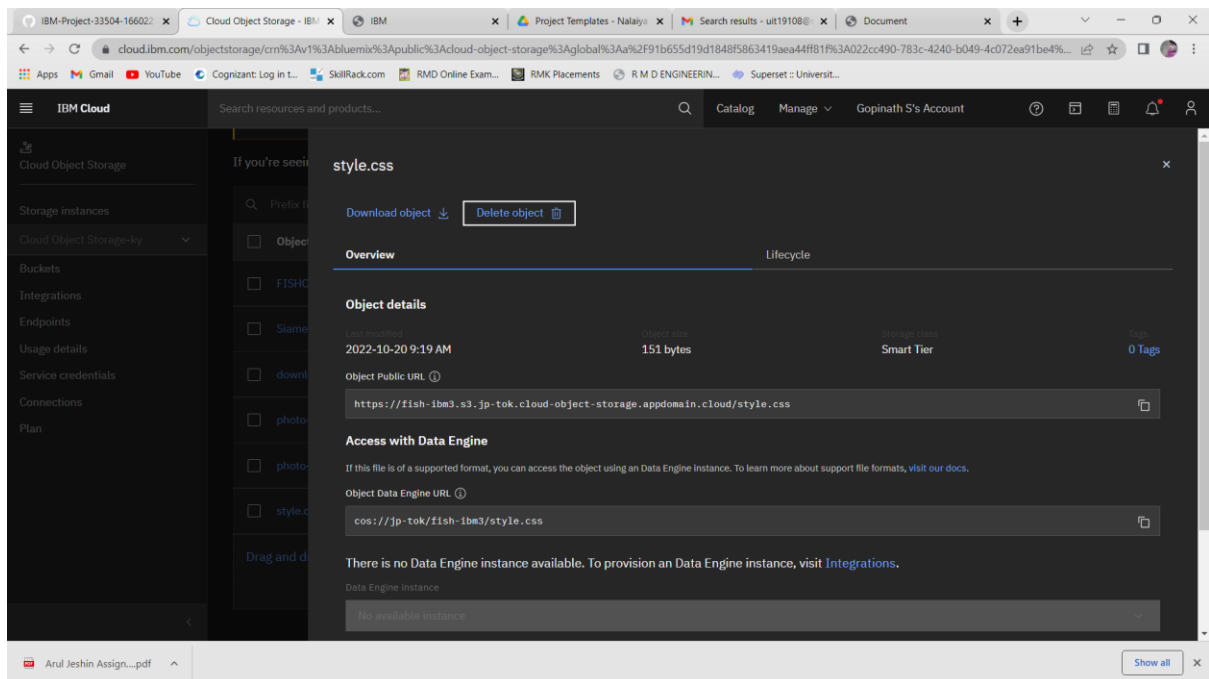 IBM-Project-33504-166022
Cloud Object Storage - IBM
IBM
Project Templates - Nalaiya
Search results - uit19108@
Document
cloud.ibm.com/objectstorage/crn%3Av1%3Abluemix%3Apublic%3Acloud-object-storage%3Aglobal%3Aa%2F91b655d19d1848f5863419aea44ff81f%3A022cc490-783c-4240-b049-4c072ea91be4%...
Apps
Gmail
YouTube
Cognizant: Log in t...
SkillRack.com
RMD Online Exam...
RMK Placements
R M D ENGINEERIN...
Superset :: Universit...
IBM Cloud
Search resources and products...
Catalog
Manage
Gopinath S's Account
Cloud Object Storage
Storage instances
Cloud Object Storage-ky
Buckets
Integrations
Endpoints
Usage details
Service credentials
Connections
Plan
If you're seei
Prefix fi
Object
FISHO
Siame
downl
photo-
photo-
style.c
Drag and d
style.css
Download object
Delete object
Overview
Lifecycle
Object details
Last modified
Object size
Storage class
Tags
2022-10-20 9:19 AM
151 bytes
Smart Tier
0 Tags
Object Public URL
https://fish-ibm3.s3.jp-tok.cloud-object-storage.appdomain.cloud/style.css
Access with Data Engine
If this file is of a supported format, you can access the object using an Data Engine instance. To learn more about support file formats, visit our docs.
Object Data Engine URL
cos://jp-tok/fish-ibm3/style.css
There is no Data Engine instance available. To provision an Data Engine instance, visit Integrations.
Data Engine instance
No available instance
Arul Jeshin Assign....pdf
Show all